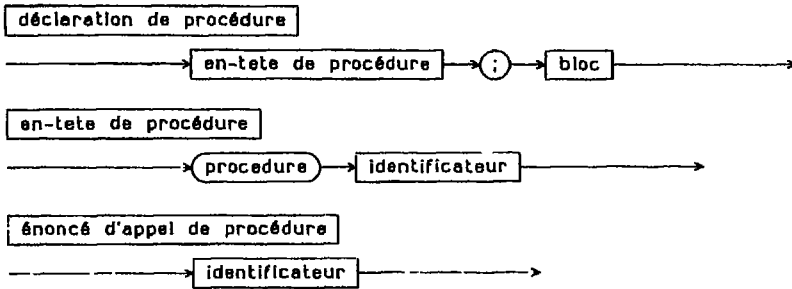 déclaration de procédure
en-tete de procédure ; bloc
en-tete de procédure
procedure identificateur
énoncé d'appel de procédure
identificateur